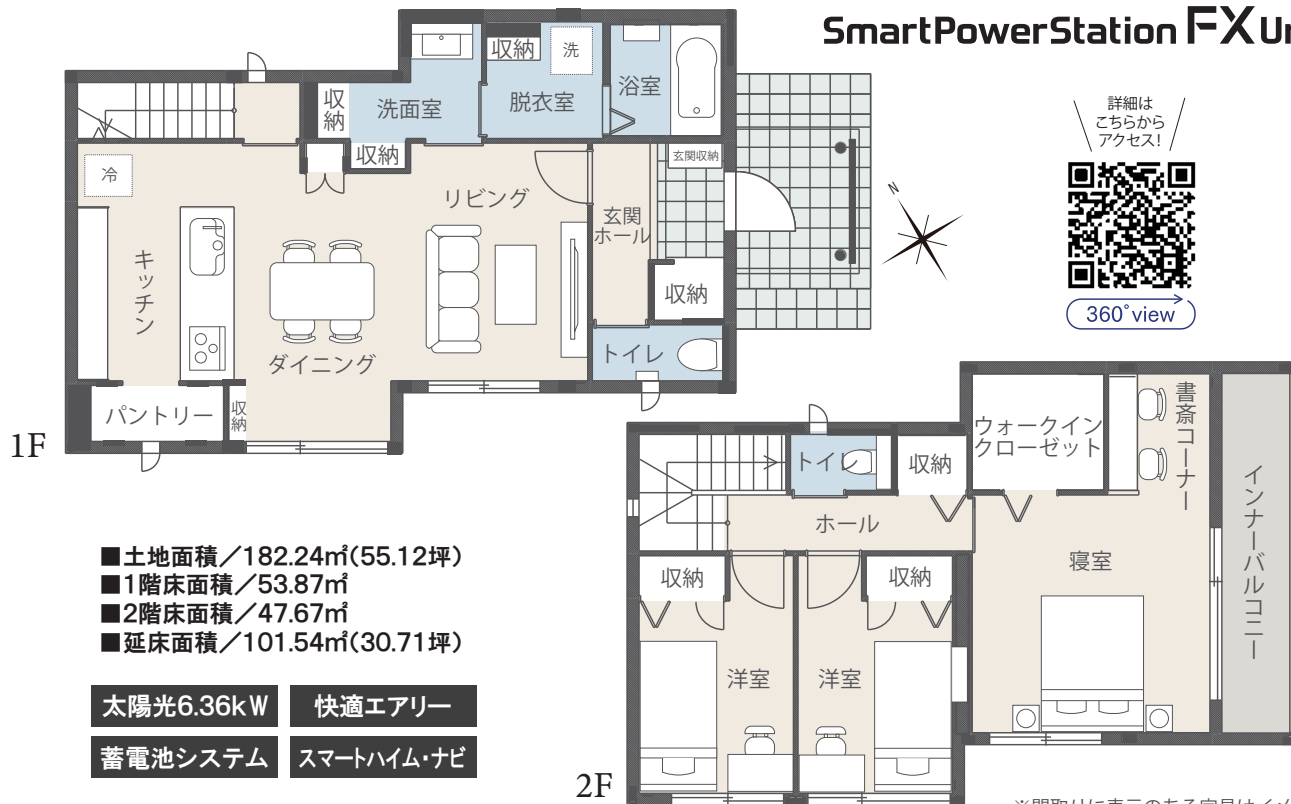 SmartPowerStation FX Ur
詳細は
こちらから
アクセス!
360°view
N
1F
収納
洗
浴室
脱衣室
洗面室
収納
収納
冷
リビング
玄関収納
玄関
ホール
キッチン
収納
トイレ
ダイニング
パントリー
収納
■土地面積／182.24㎡(55.12坪)
■1階床面積／53.87㎡
■2階床面積／47.67㎡
■延床面積／101.54㎡(30.71坪)
太陽光6.36kW
快適エアリー
蓄電池システム
スマートハイム・ナビ
2F
トイレ
収納
ウォークイン
クローゼット
書斎コーナー
インナーバルコニー
ホール
寝室
収納
収納
洋室
洋室